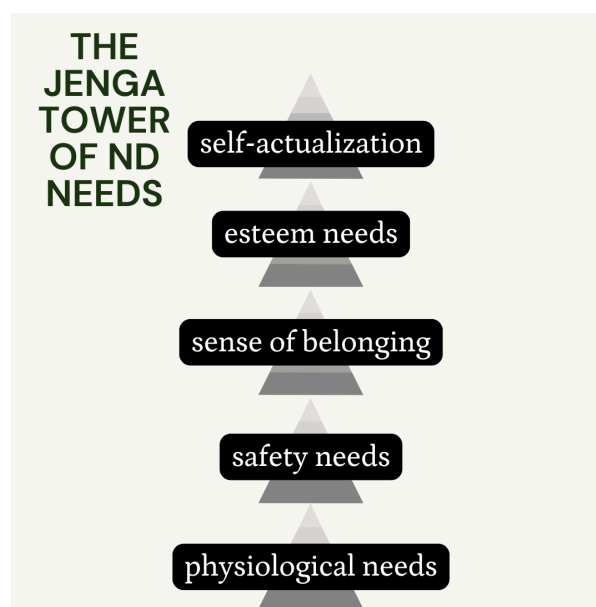 THE
JENGA
TOWER
OF ND
NEEDS
self-actualization
esteem needs
sense of belonging
safety needs
physiological needs